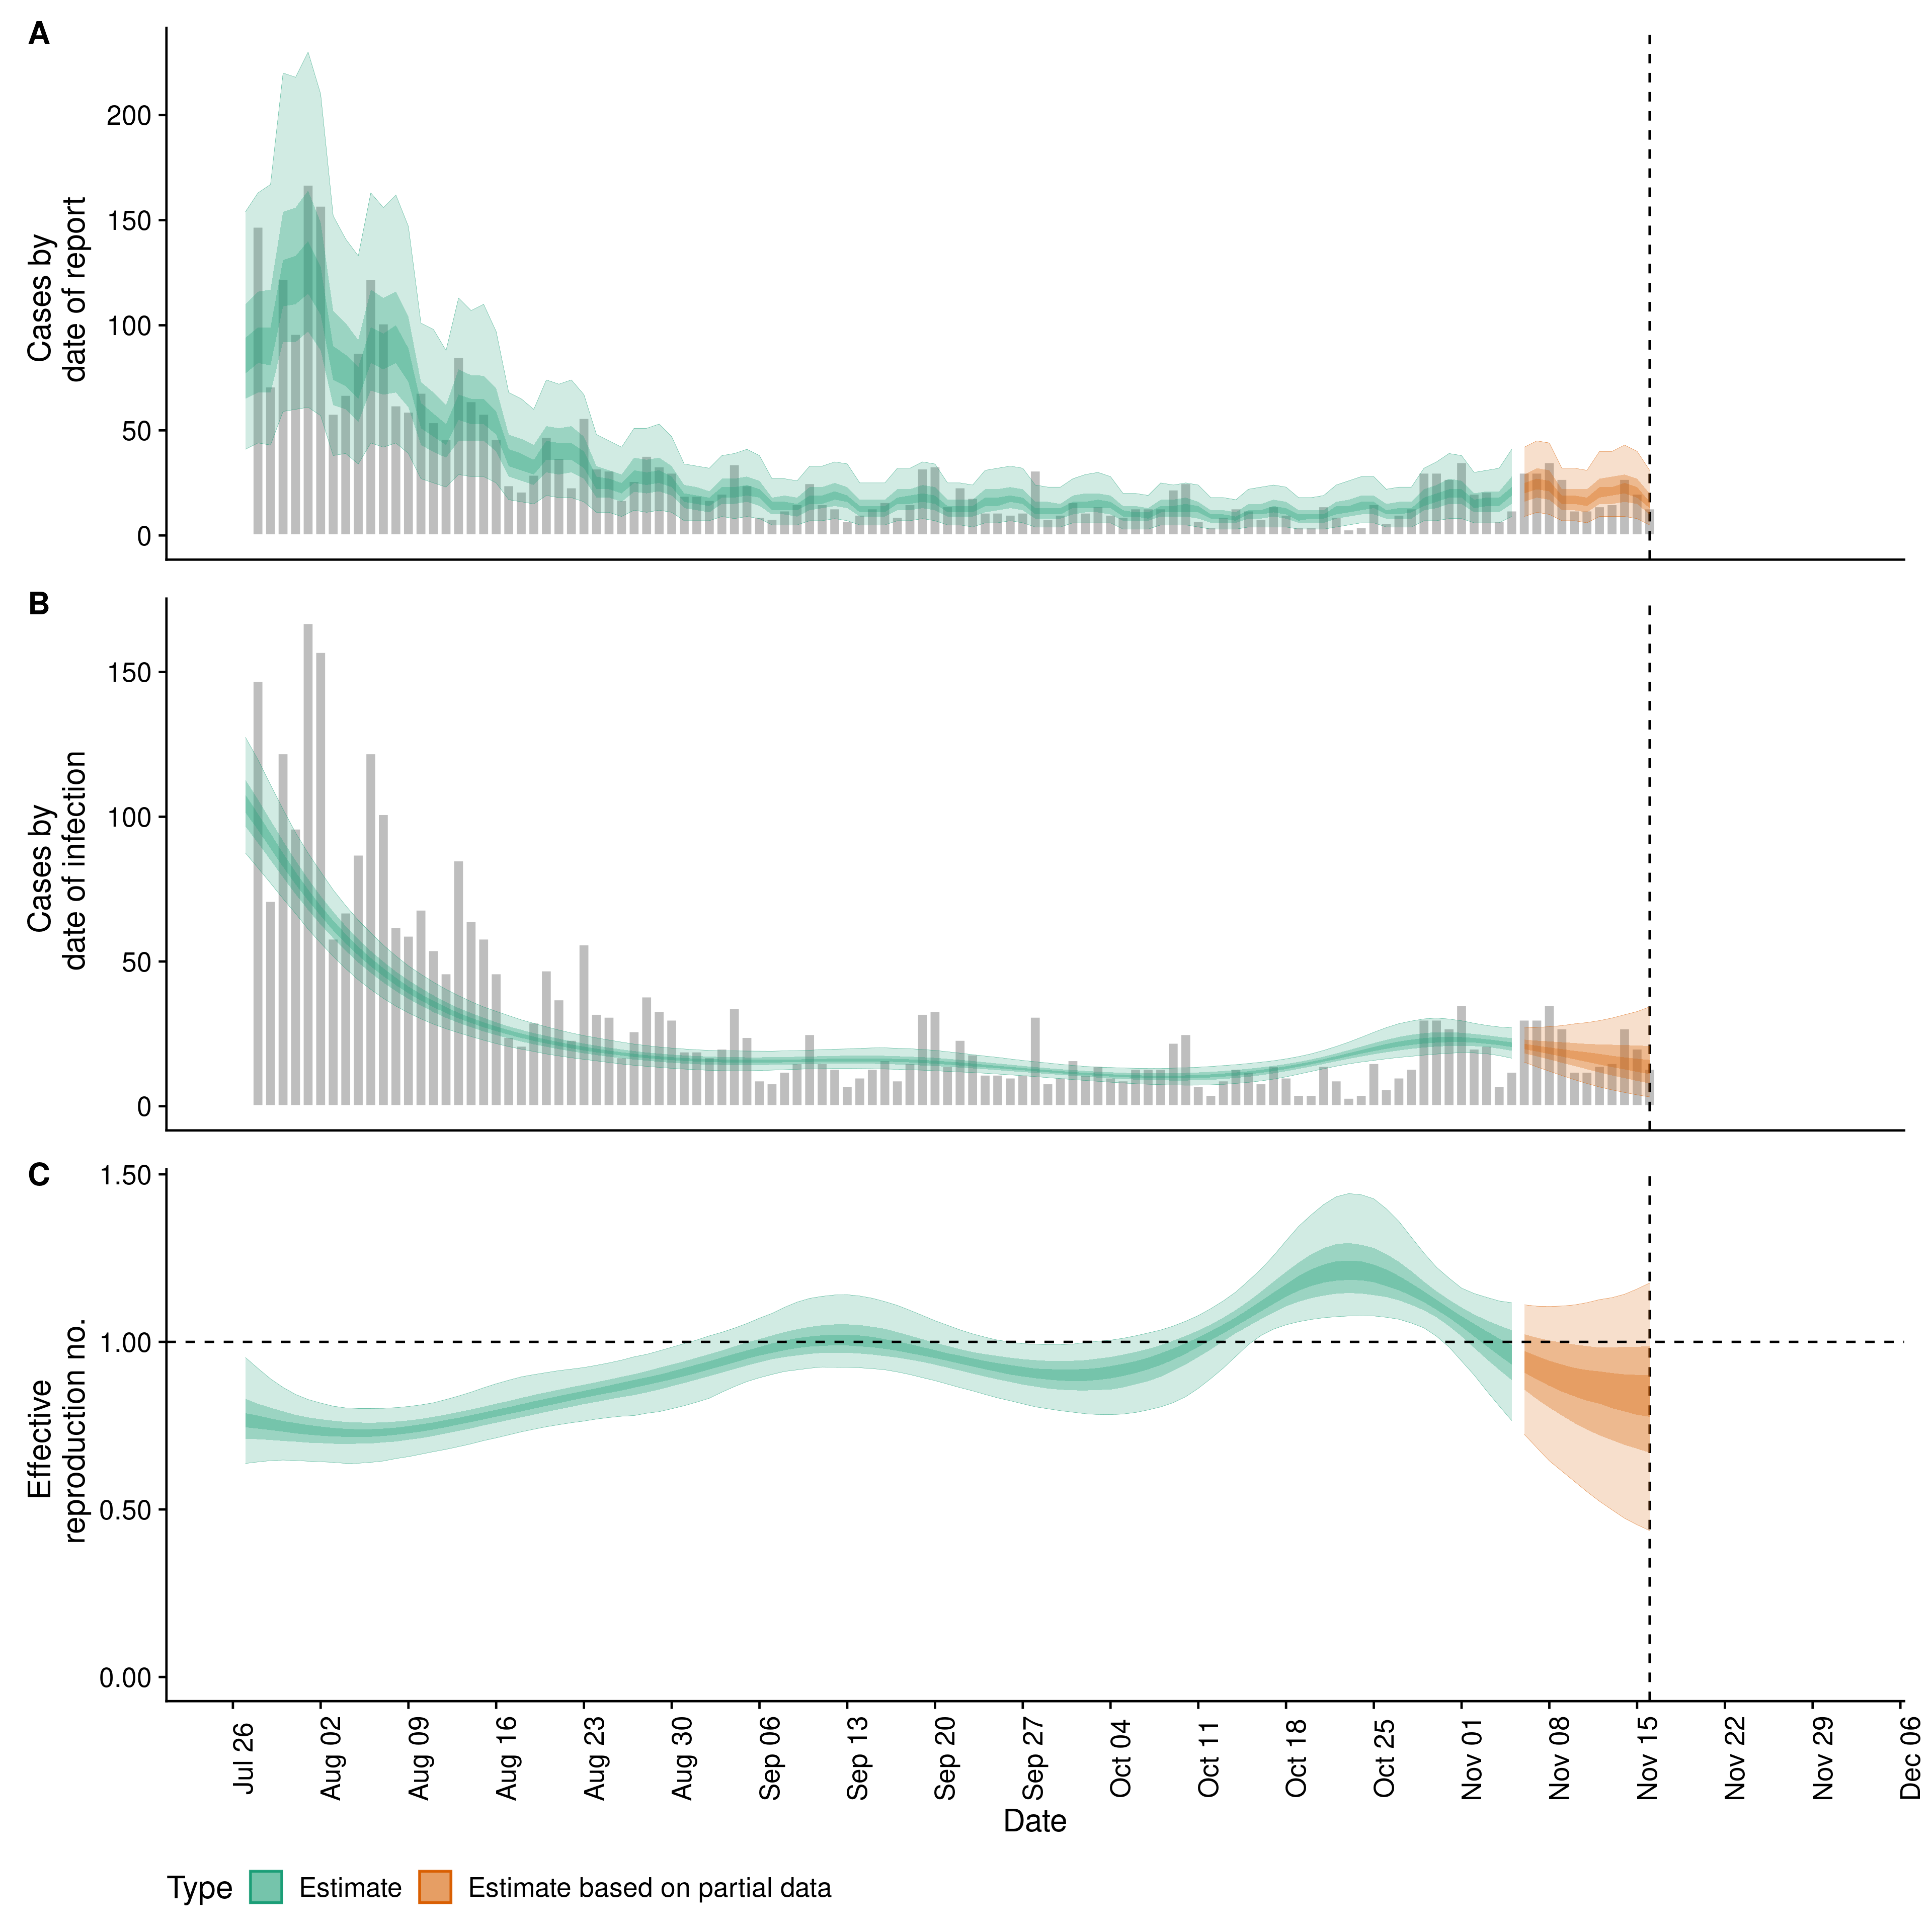 A
Cases by
date of report
200
150
100
50
0
B
Cases by
date of infection
150
100
50
0
C
Effective
reproduction no.
1.50
1.00
0.50
0.00
Jul 26
Aug 02
Aug 09
Aug 16
Aug 23
Aug 30
Sep 06
Sep 13
Sep 20
Sep 27
Oct 04
Oct 11
Oct 18
Oct 25
Nov 01
Nov 08
Nov 15
Nov 22
Nov 29
Dec 06
Date
Type Estimate Estimate based on partial data